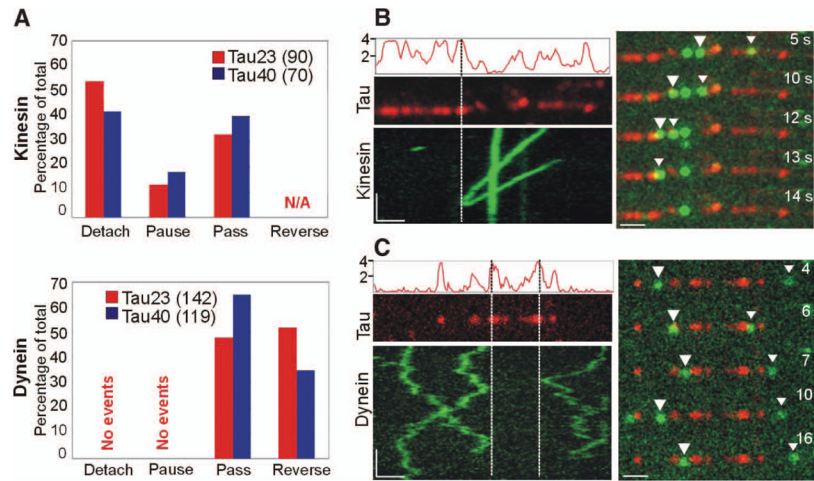 A
Kinesin
Percentage of total
70
60
50
40
30
20
10
0
Tau23 (90)
Tau40 (70)
N/A
Detach Pause Pass Reverse
Dynein
Percentage of total
70
60
50
40
30
20
10
0
Tau23 (142)
Tau40 (119)
No events
No events
Detach Pause Pass Reverse
B
4
2
Tau
Kinesin
5 s
10 s
12 s
13 s
14 s
C
4
2
Tau
Dynein
4
6
7
10
16